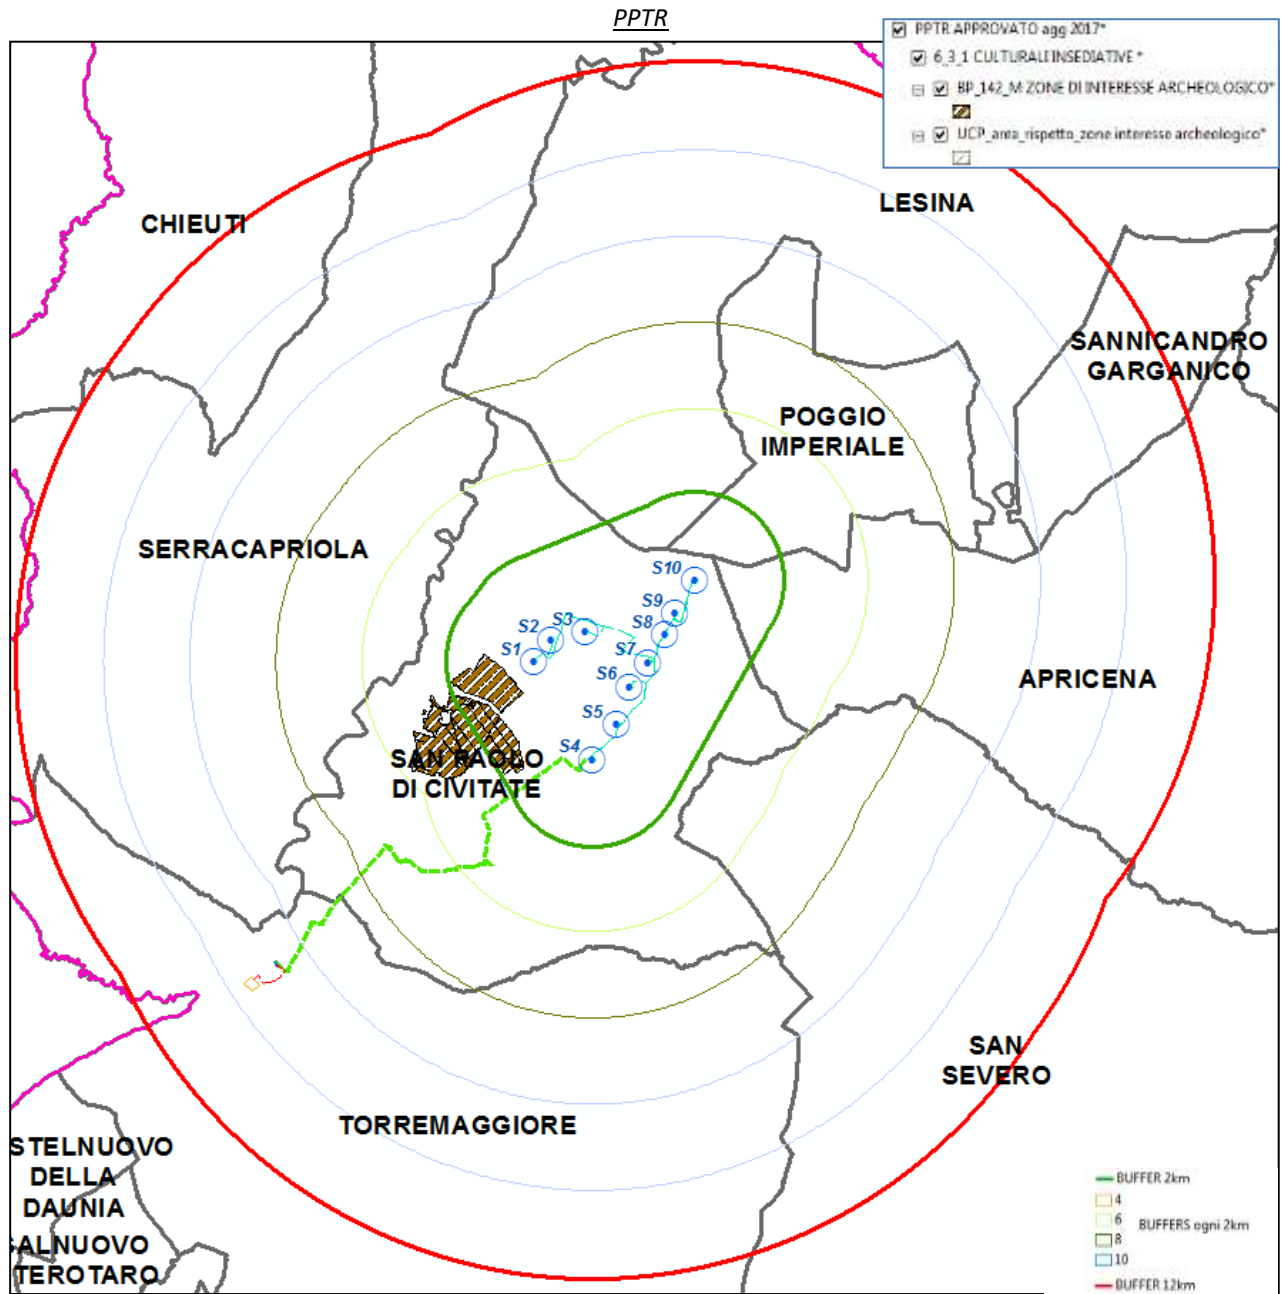 PPTR
PPTR APPROVATO agg 2017*
6_3_1 CULTURALI INSEDIATIVE *
BP_142_M ZONE DI INTERESSE ARCHEOLOGICO*
UCP_area_rispetto_zone interesse archeologico*
LESINA
CHIEUTI
SANNICANDRO
GARGANICO
POGGIO
IMPERIALE
SERRACAPRIOLA
S10
S9
S3
S2
S8
S1
S7
S6
APRICENA
S5
S4
SAN PAOLO
DI CIVITATE
SAN
SEVERO
TORREMAGGIORE
STELNUOVO
DELLA
DAUNIA
ALNUOVO
TEROTARO
BUFFER 2km
4
6
BUFFERS ogni 2km
8
10
BUFFER 12km